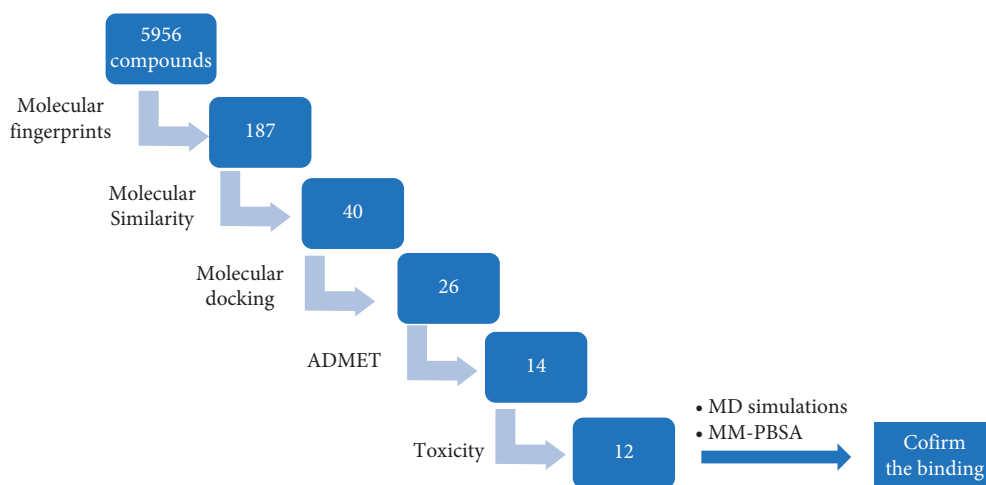 5956
compounds
Molecular
fingerprints
187
Molecular
Similarity
40
Molecular
docking
26
ADMET
14
Toxicity
12
• MD simulations
• MM-PBSA
Cofirm
the binding